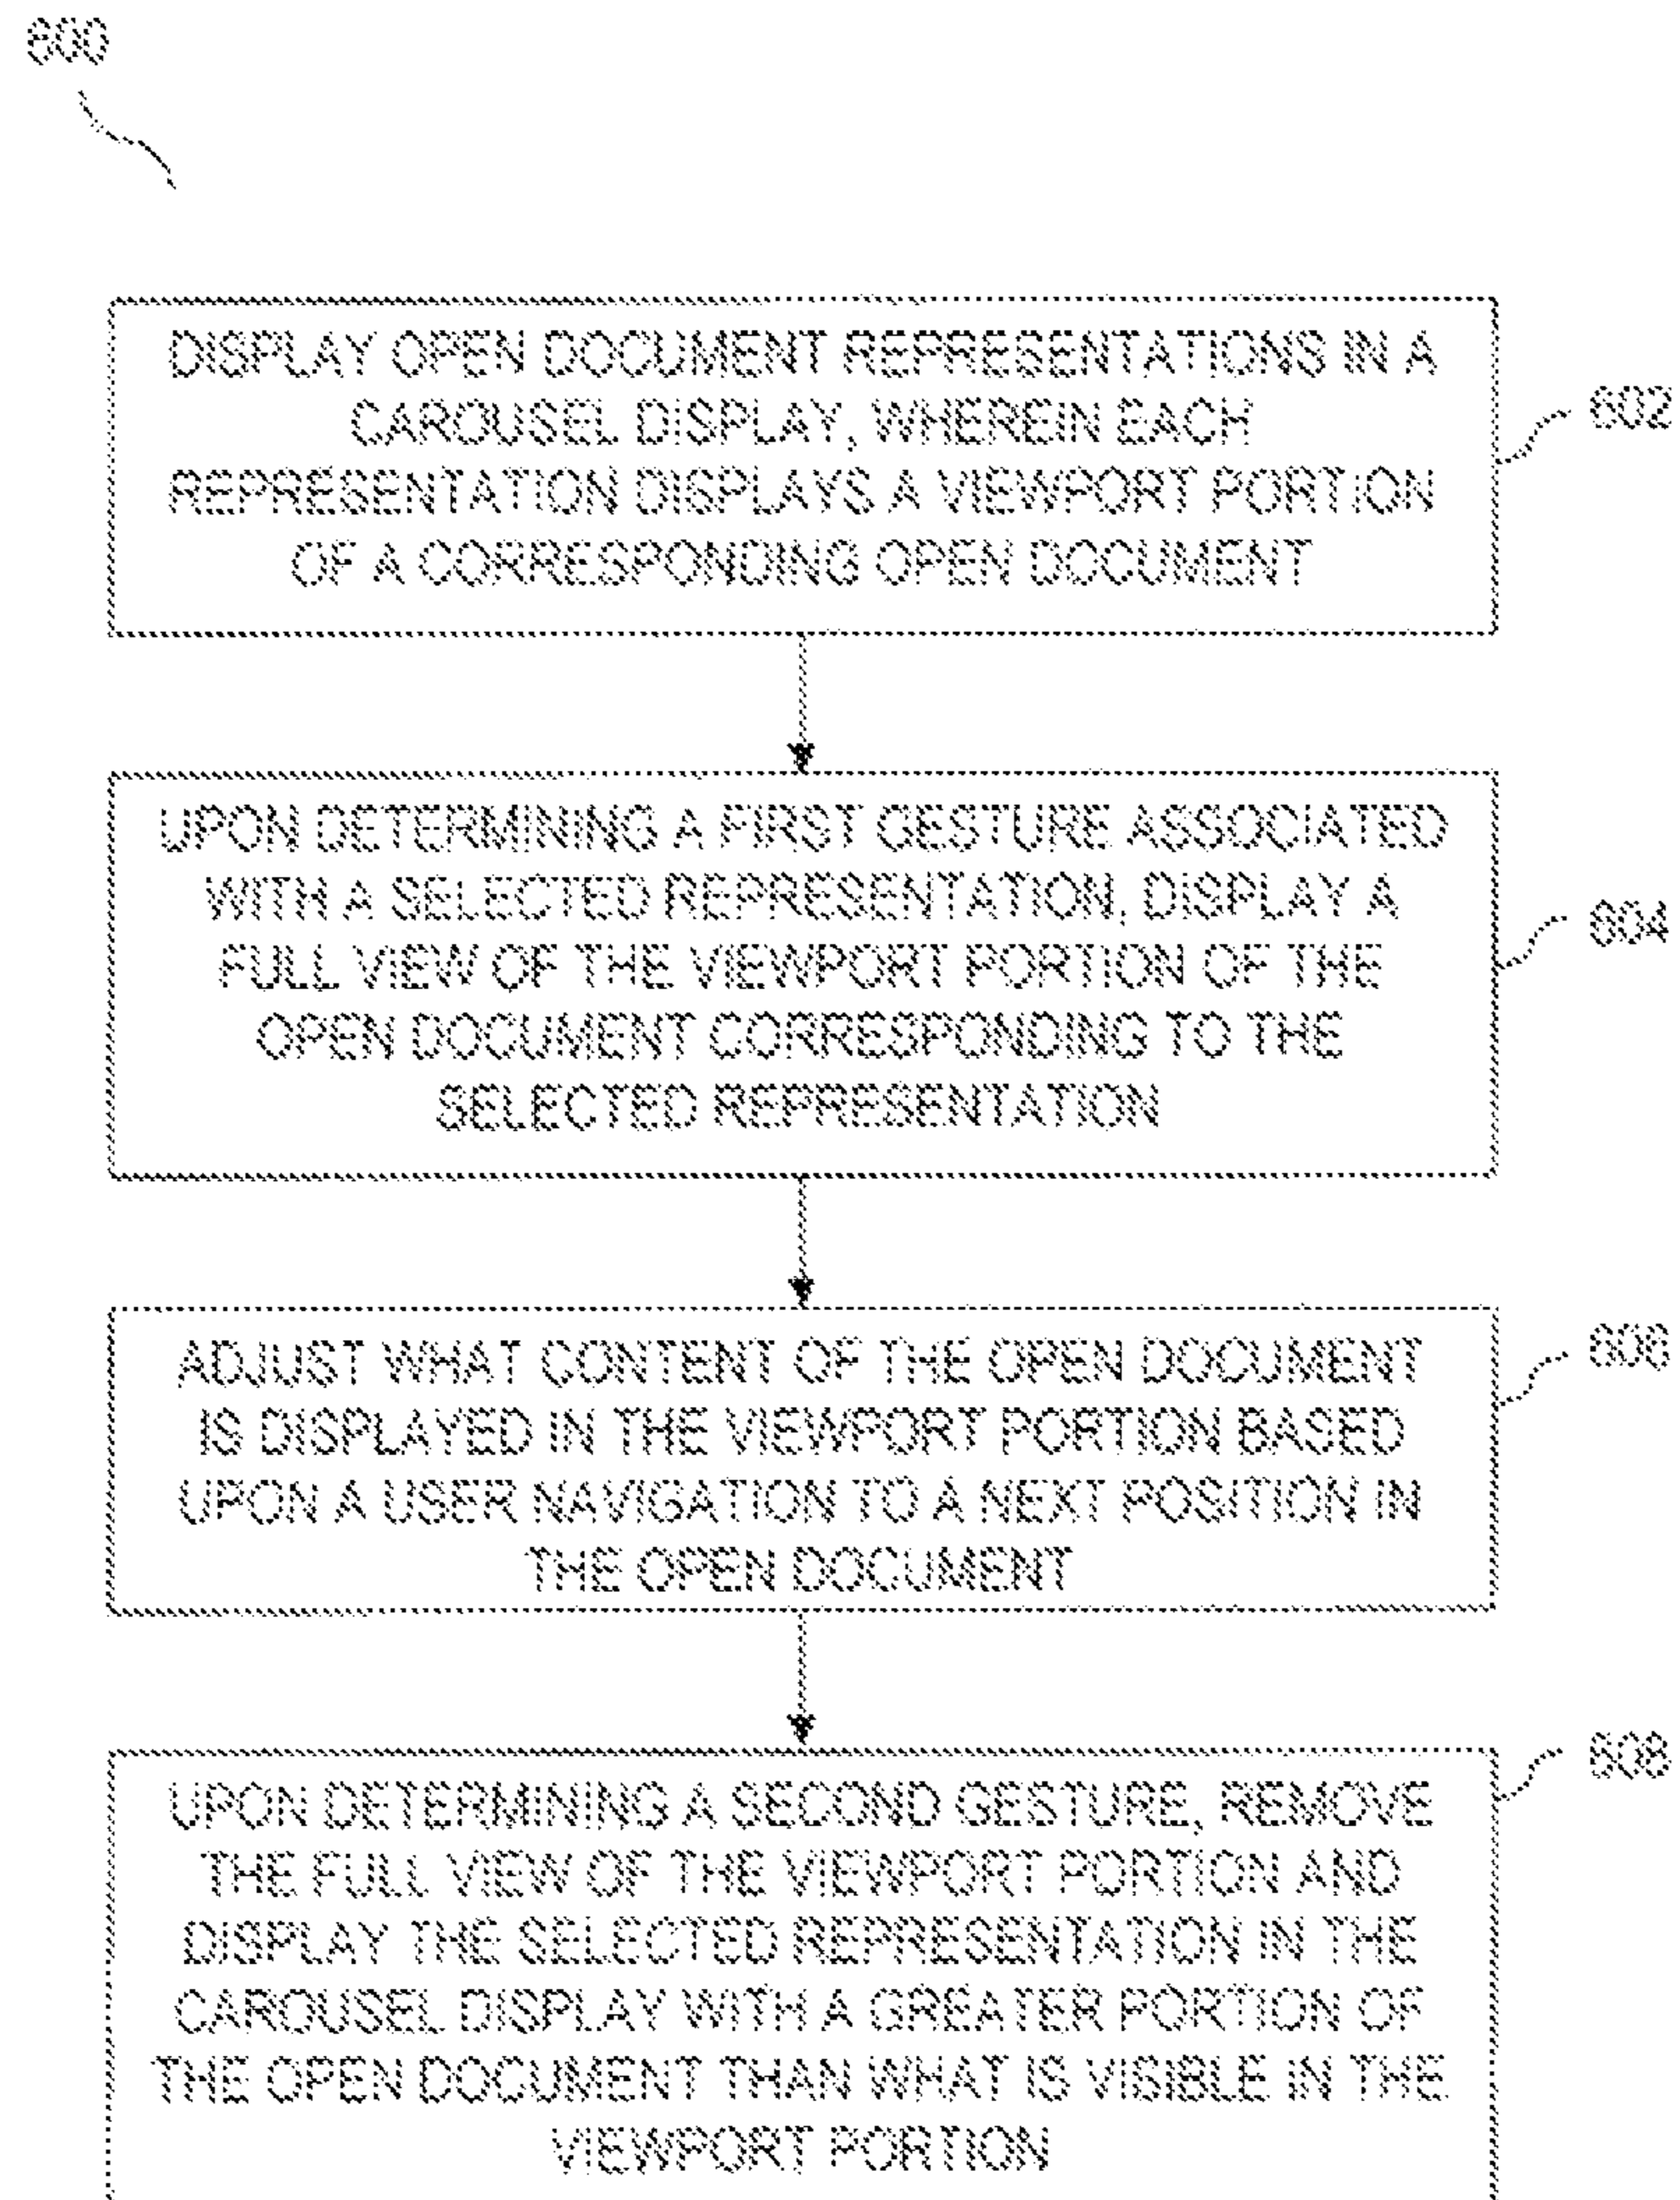 600
DISPLAY OPEN DOCUMENT REPRESENTATIONS IN A
CAROUSEL DISPLAY, WHEREIN EACH
REPRESENTATION DISPLAYS A VIEWPORT PORTION
OF A CORRESPONDING OPEN DOCUMENT
602
UPON DETERMINING A FIRST GESTURE ASSOCIATED
WITH A SELECTED REPRESENTATION, DISPLAY A
FULL VIEW OF THE VIEWPORT PORTION OF THE
OPEN DOCUMENT CORRESPONDING TO THE
SELECTED REPRESENTATION
604
ADJUST WHAT CONTENT OF THE OPEN DOCUMENT
IS DISPLAYED IN THE VIEWPORT PORTION BASED
UPON A USER NAVIGATION TO A NEXT POSITION IN
THE OPEN DOCUMENT
606
UPON DETERMINING A SECOND GESTURE, REMOVE
THE FULL VIEW OF THE VIEWPORT PORTION AND
DISPLAY THE SELECTED REPRESENTATION IN THE
CAROUSEL DISPLAY WITH A GREATER PORTION OF
THE OPEN DOCUMENT THAN WHAT IS VISIBLE IN THE
VIEWPORT PORTION
608